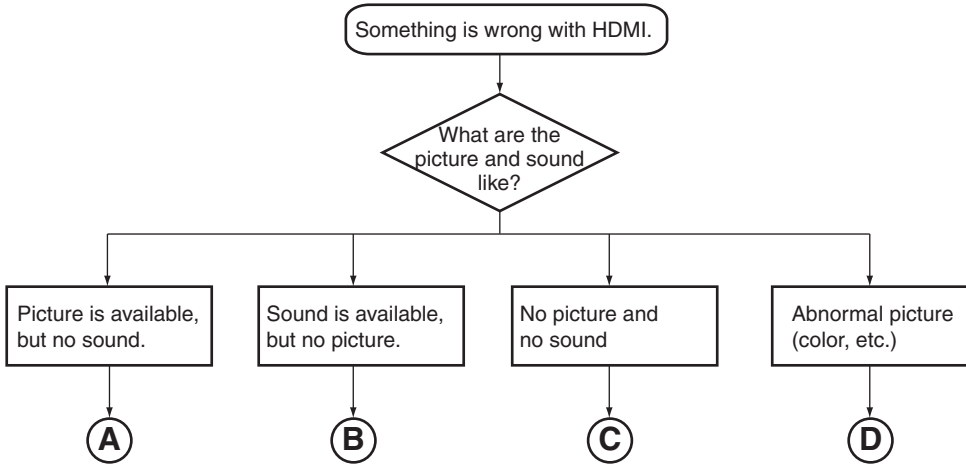 Something is wrong with HDMI.
What are the
picture and sound
like?
Picture is available,
but no sound.
Sound is available,
but no picture.
No picture and
no sound
Abnormal picture
(color, etc.)
A
B
C
D